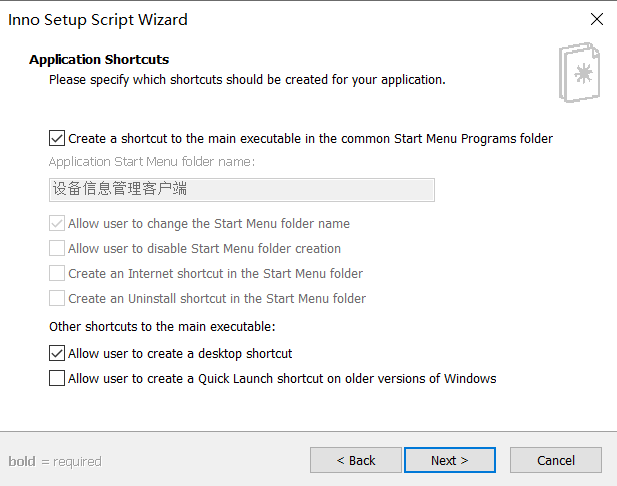 Inno Setup Script Wizard
Application Shortcuts
Please specify which shortcuts should be created for your application.
Create a shortcut to the main executable in the common Start Menu Programs folder
Application Start Menu folder name:
设备信息管理客户端
Allow user to change the Start Menu folder name
Allow user to disable Start Menu folder creation
Create an Internet shortcut in the Start Menu folder
Create an Uninstall shortcut in the Start Menu folder
Other shortcuts to the main executable:
Allow user to create a desktop shortcut
Allow user to create a Quick Launch shortcut on older versions of Windows
bold = required
< Back
Next >
Cancel